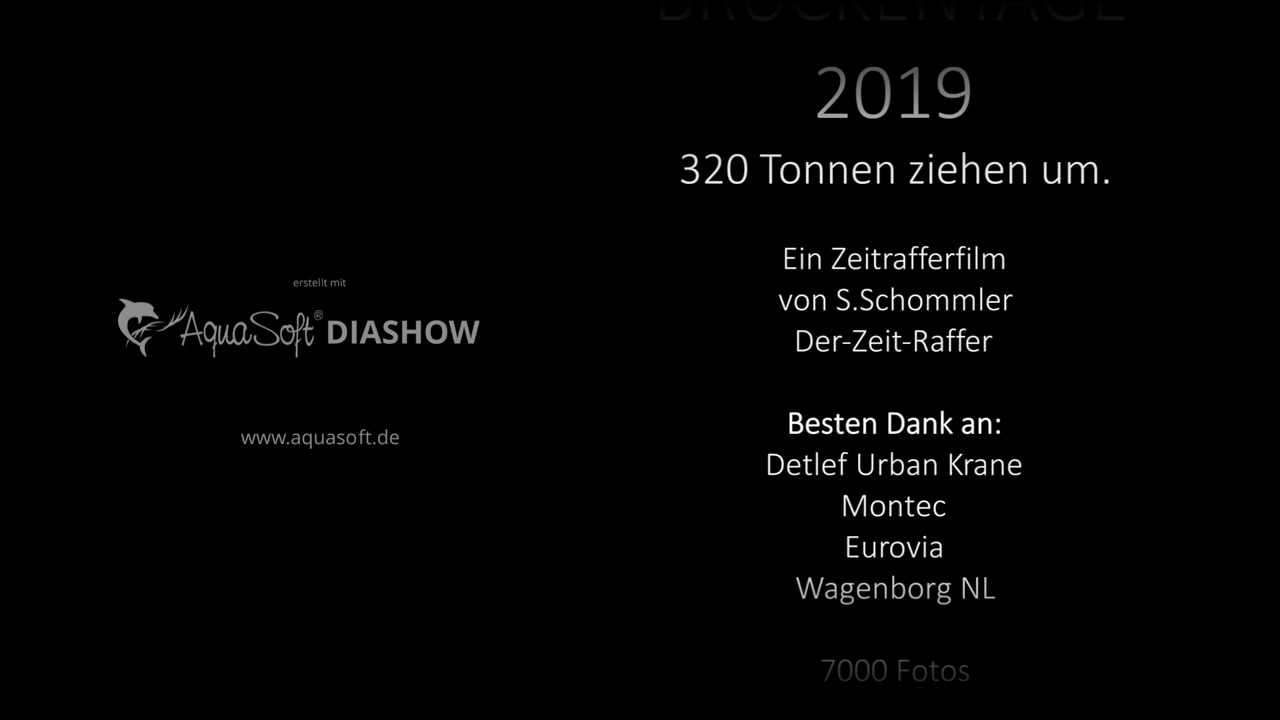 erstellt mit
AquaSoft® DIASHOW
www.aquasoft.de
BRÜCKENTAGE
2019
320 Tonnen ziehen um.
Ein Zeitrafferfilm
von S.Schommler
Der-Zeit-Raffer
Besten Dank an:
Detlef Urban Krane
Montec
Eurovia
Wagenborg NL
7000 Fotos